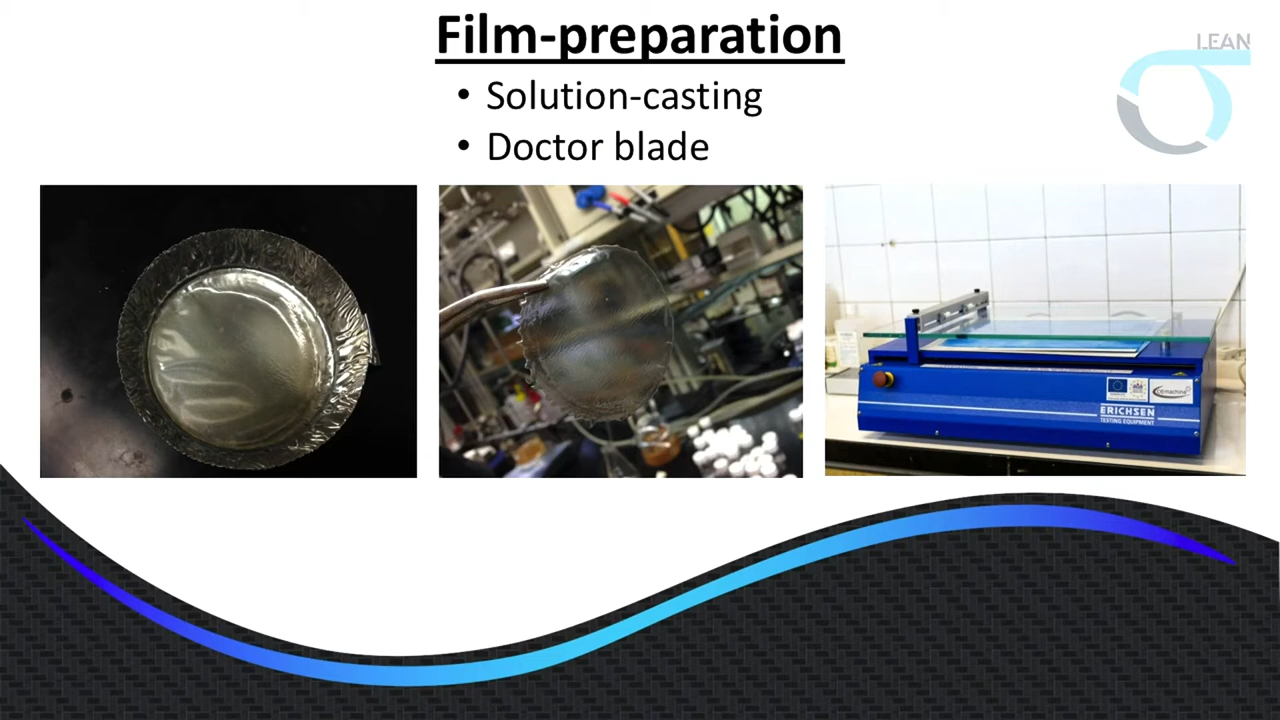 Film-preparation
LEAN
• Solution-casting
• Doctor blade
ERICHSEN
TESTING EQUIPMENT